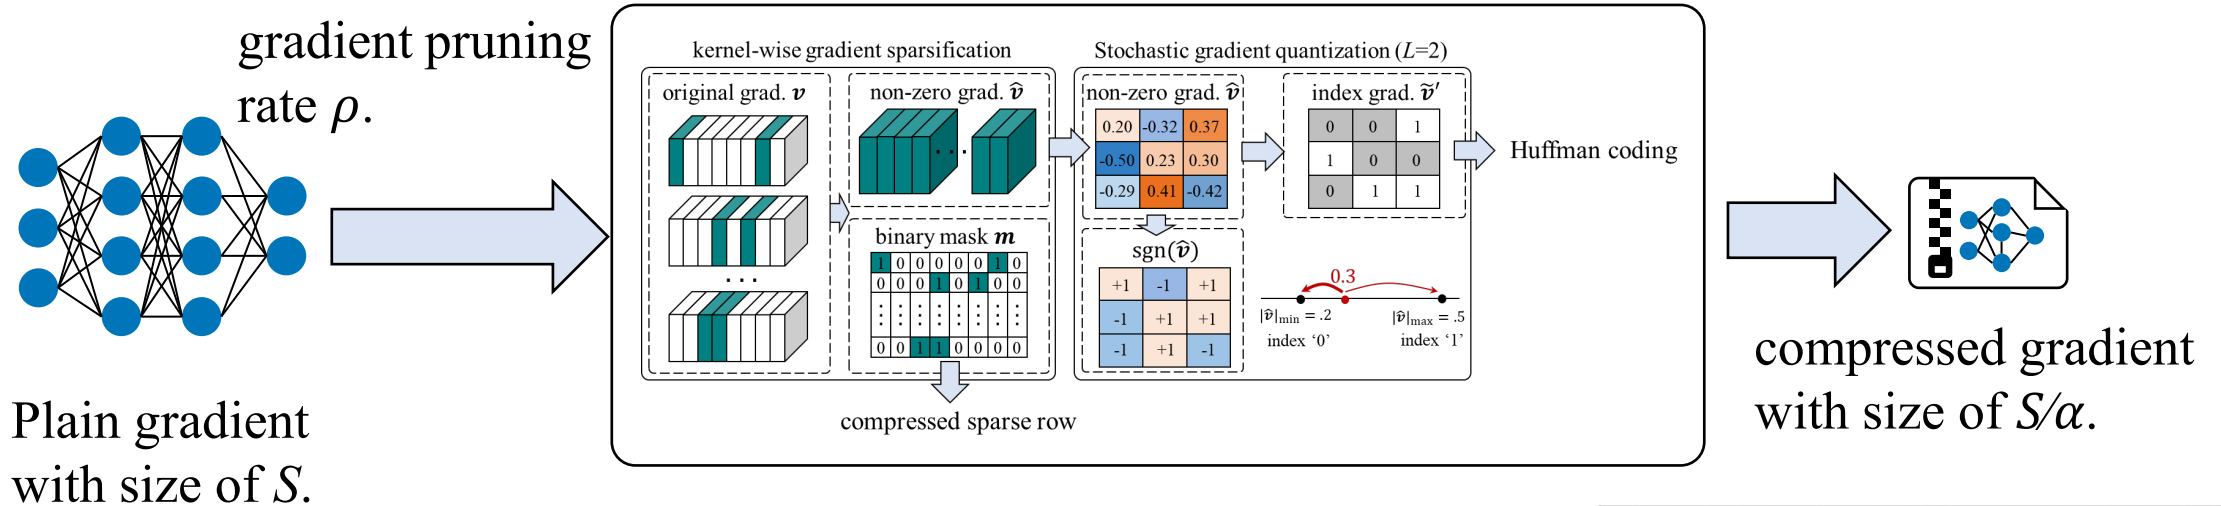 gradient pruning
rate ρ.
Plain gradient
with size of S.
kernel-wise gradient sparsification
original grad. v
...
non-zero grad. v̂
...
binary mask m
1 0 0 0 0 0 1 0
0 0 0 1 0 1 0 0
⋮ ⋮ ⋮ ⋮ ⋮ ⋮ ⋮ ⋮
0 0 1 1 0 0 0 0
compressed sparse row
Stochastic gradient quantization (L=2)
non-zero grad. v̂
0.20 -0.32 0.37
-0.50 0.23 0.30
-0.29 0.41 -0.42
sgn(v̂)
+1 -1 +1
-1 +1 +1
-1 +1 -1
index grad. ṽ′
0 0 1
1 0 0
0 1 1
0.3
|v̂|min = .2 |v̂|max = .5
index ‘0’ index ‘1’
Huffman coding
compressed gradient
with size of S/α.